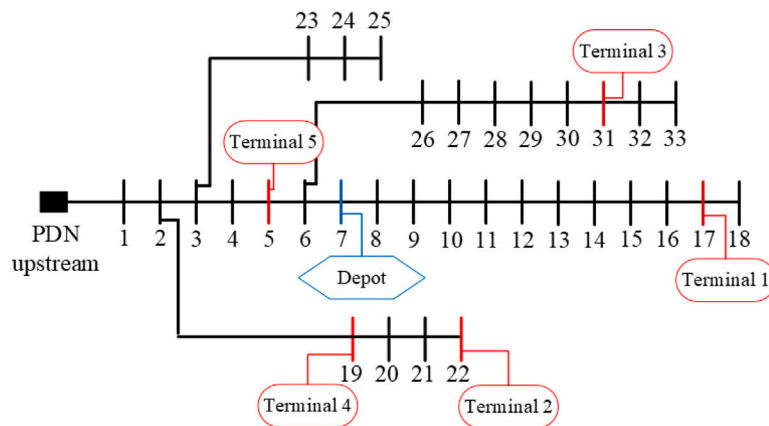 23 24 25
Terminal 3
26 27 28 29 30 31 32 33
Terminal 5
PDN
upstream
1 2 3 4 5 6 7 8 9 10 11 12 13 14 15 16 17 18
Depot
Terminal 1
19 20 21 22
Terminal 4
Terminal 2